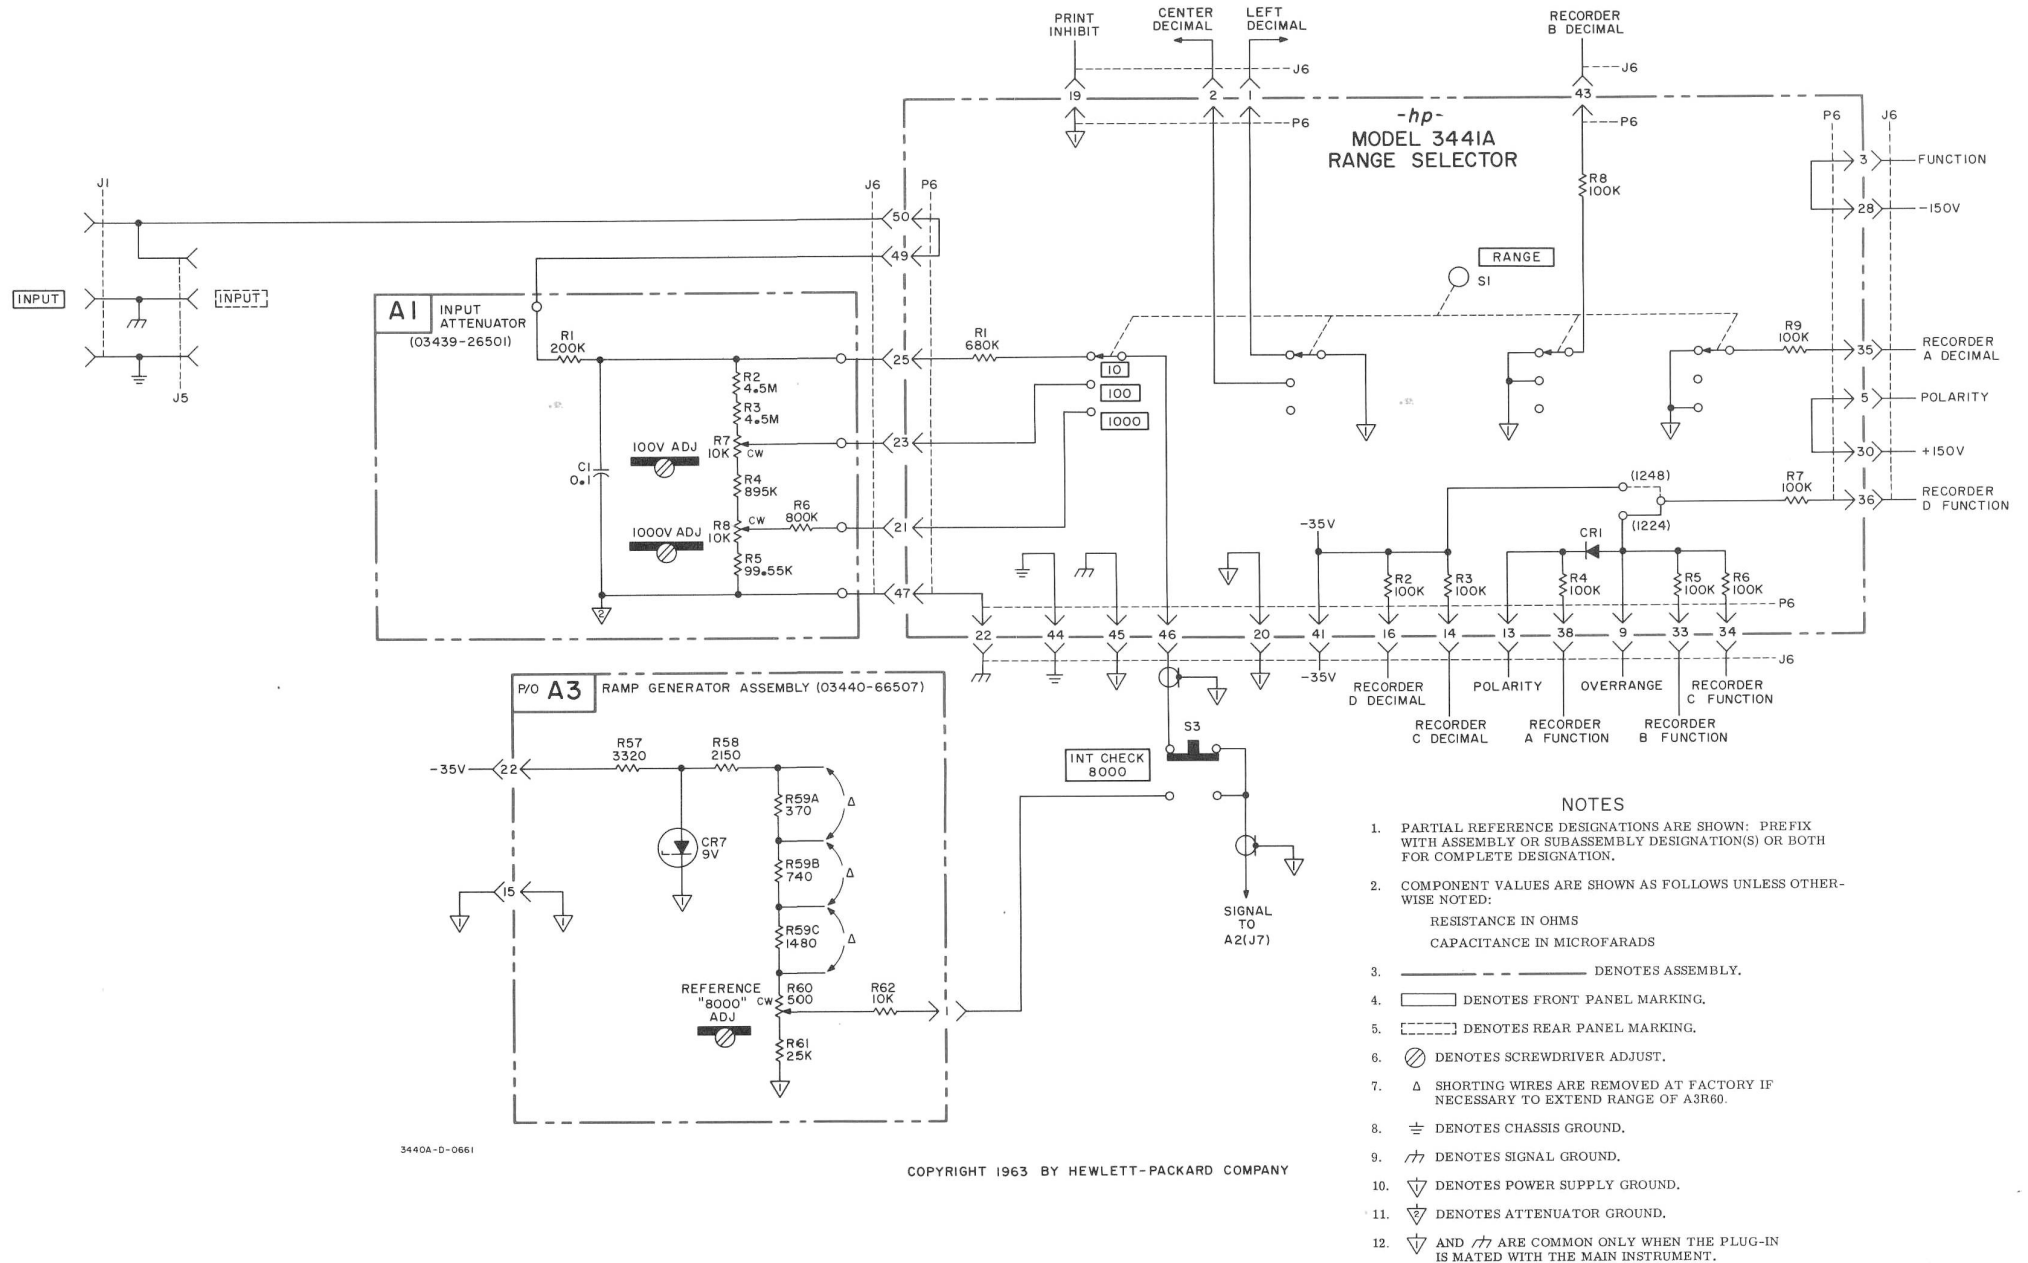 PRINT
INHIBIT
CENTER
DECIMAL
LEFT
DECIMAL
RECORDER
B DECIMAL
J6
J6
19
2
1
43
P6
P6
-hp-
MODEL 3441A
RANGE SELECTOR
P6
J6
3
FUNCTION
28
-150V
R8
100K
J1
J6
P6
50
49
INPUT
INPUT
J5
RANGE
S1
A1
INPUT
ATTENUATOR
(03439-26501)
R1
200K
R1
680K
25
10
100
1000
R9
100K
35
RECORDER
A DECIMAL
R2
4.5M
R3
4.5M
5
POLARITY
100V ADJ
R7
10K
CW
23
30
+150V
C1
0.1
R4
895K
(1248)
R7
100K
36
RECORDER
D FUNCTION
1000V ADJ
R8
10K
CW
R6
800K
21
-35V
(1224)
CR1
R5
99.55K
R2
100K
R3
100K
R4
100K
R5
100K
R6
100K
47
2
P6
22
44
45
46
20
41
16
14
13
38
9
33
34
J6
-35V
RECORDER
D DECIMAL
RECORDER
C DECIMAL
POLARITY
RECORDER
A FUNCTION
OVERRANGE
RECORDER
B FUNCTION
RECORDER
C FUNCTION
P/O A3
RAMP GENERATOR ASSEMBLY (03440-66507)
S3
INT CHECK
8000
-35V
22
R57
3320
R58
2150
R59A
370
Δ
CR7
9V
R59B
740
Δ
15
R59C
1480
Δ
SIGNAL
TO
A2(J7)
REFERENCE
"8000"
ADJ
CW
R60
500
R62
10K
R61
25K
NOTES
1. PARTIAL REFERENCE DESIGNATIONS ARE SHOWN: PREFIX
WITH ASSEMBLY OR SUBASSEMBLY DESIGNATION(S) OR BOTH
FOR COMPLETE DESIGNATION.
2. COMPONENT VALUES ARE SHOWN AS FOLLOWS UNLESS OTHER-
WISE NOTED:
RESISTANCE IN OHMS
CAPACITANCE IN MICROFARADS
3. DENOTES ASSEMBLY.
4. DENOTES FRONT PANEL MARKING.
5. DENOTES REAR PANEL MARKING.
6. DENOTES SCREWDRIVER ADJUST.
7. Δ SHORTING WIRES ARE REMOVED AT FACTORY IF
NECESSARY TO EXTEND RANGE OF A3R60.
8. DENOTES CHASSIS GROUND.
9. DENOTES SIGNAL GROUND.
10. 1 DENOTES POWER SUPPLY GROUND.
11. 2 DENOTES ATTENUATOR GROUND.
12. 1 AND ARE COMMON ONLY WHEN THE PLUG-IN
IS MATED WITH THE MAIN INSTRUMENT.
3440A-D-0661
COPYRIGHT 1963 BY HEWLETT-PACKARD COMPANY